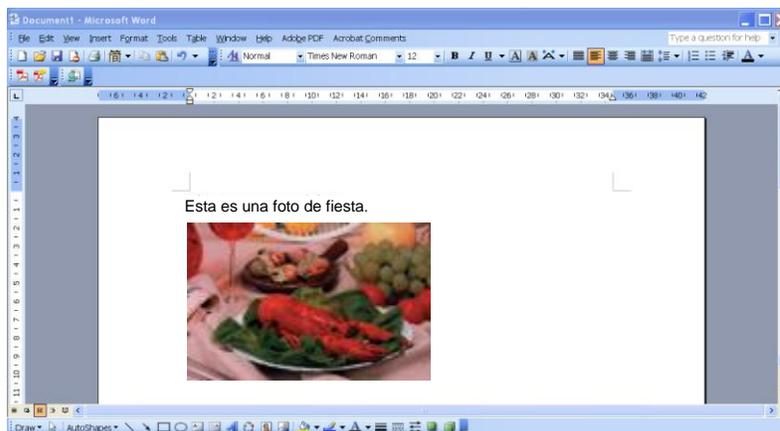 Document1 - Microsoft Word
File Edit View Insert Format Tools Table Window Help Adobe PDF Acrobat Comments
Type a question for help
Normal Times New Roman 12 B I U A A A
L
Esta es una foto de fiesta.
Draw AutoShapes